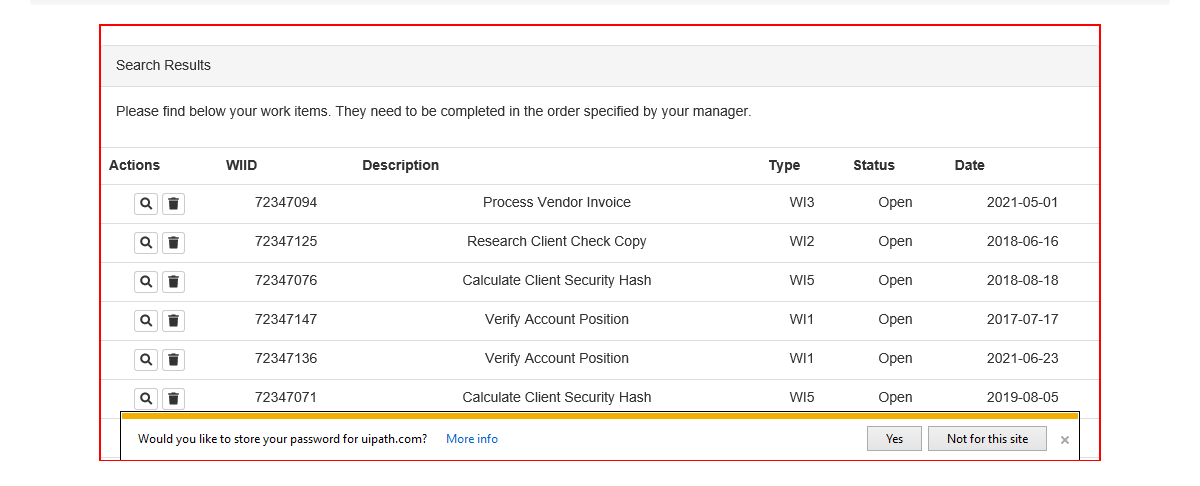 Search Results
Please find below your work items. They need to be completed in the order specified by your manager.
Actions WIID Description Type Status Date
72347094 Process Vendor Invoice WI3 Open 2021-05-01
72347125 Research Client Check Copy WI2 Open 2018-06-16
72347076 Calculate Client Security Hash WI5 Open 2018-08-18
72347147 Verify Account Position WI1 Open 2017-07-17
72347136 Verify Account Position WI1 Open 2021-06-23
72347071 Calculate Client Security Hash WI5 Open 2019-08-05
Would you like to store your password for uipath.com? More info Yes Not for this site ×